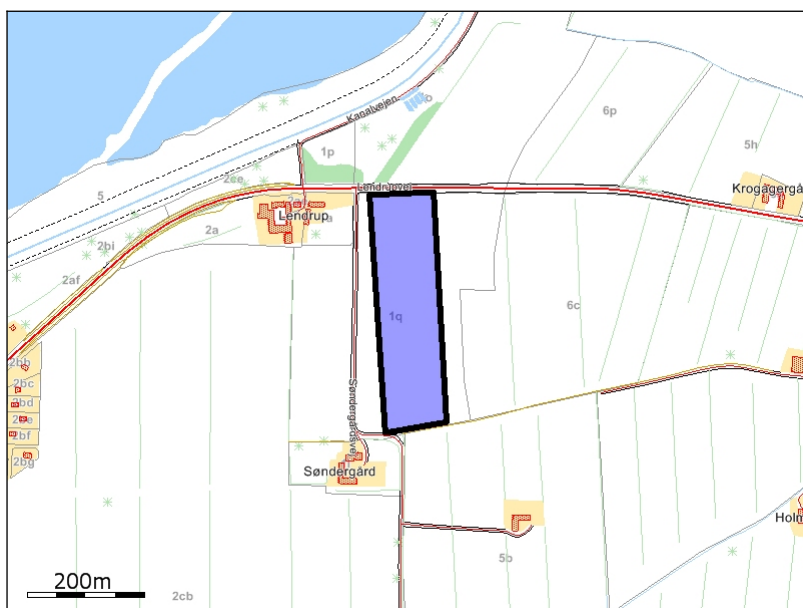 Kanalvejen
6p
5h
1p
2ce
5
Lendrupvej
Krogagergå
Lendrup
2a
2bi
2af
1q
6c
2bb
2bc
2bd
2be
2bf
2bg
Søndergårdsvej
Søndergård
Holm
200m
2cb
5b